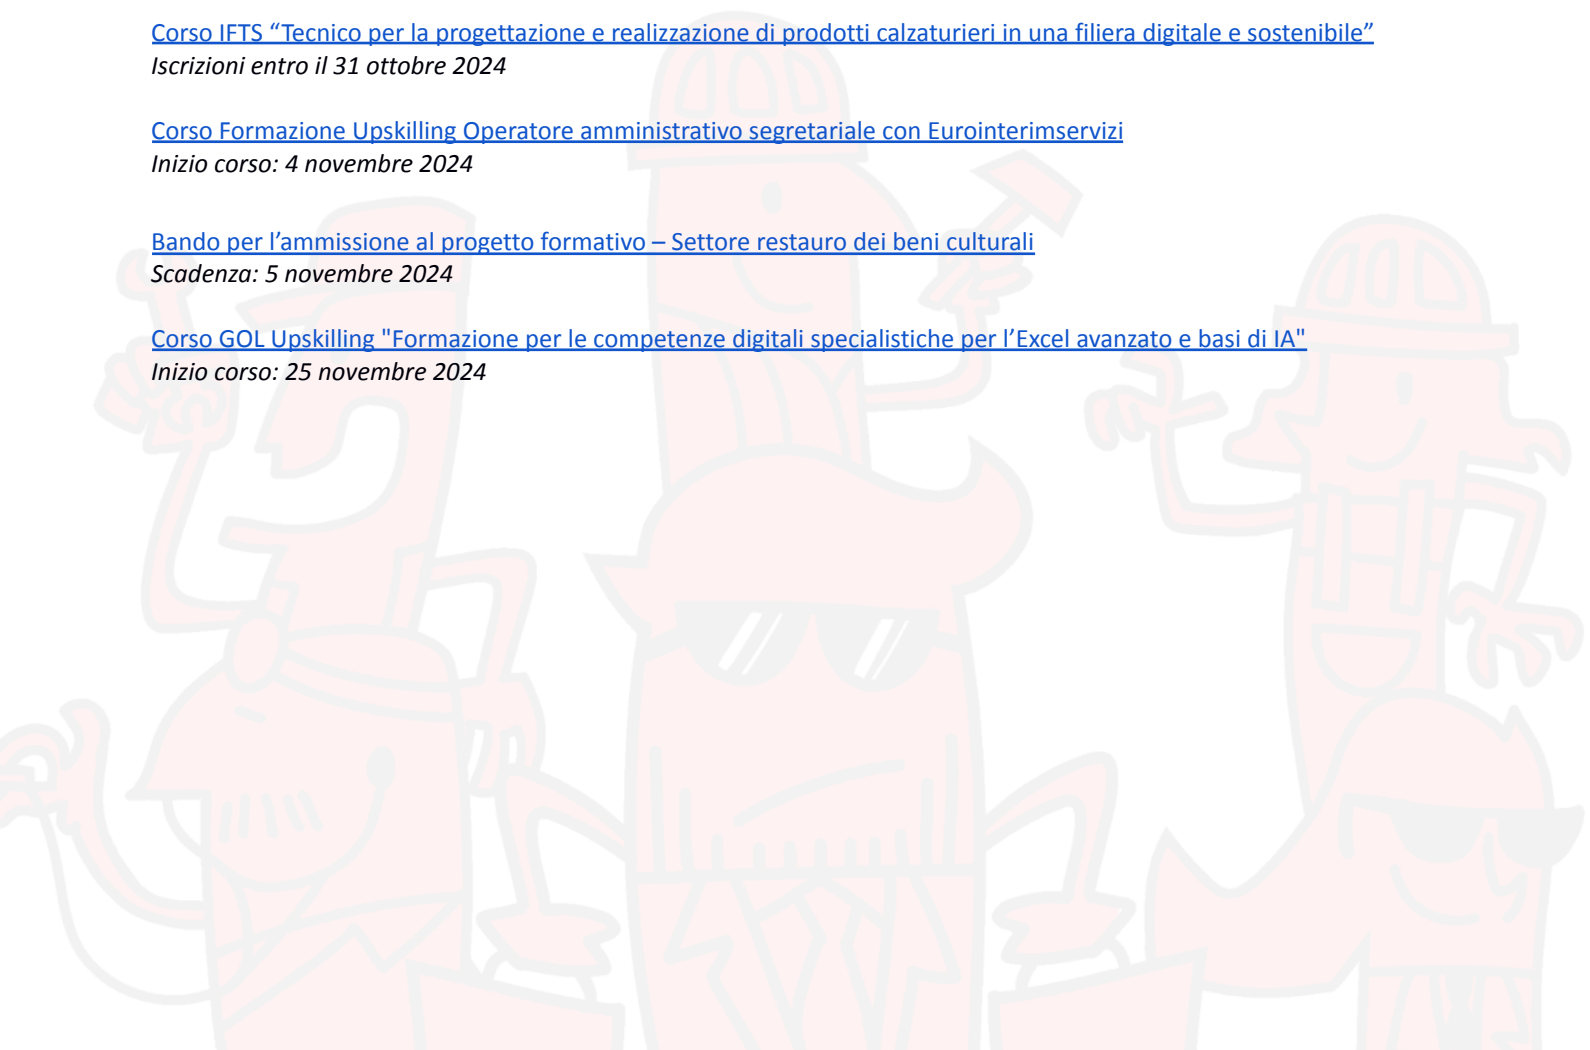 Corso IFTS “Tecnico per la progettazione e realizzazione di prodotti calzaturieri in una filiera digitale e sostenibile”
Iscrizioni entro il 31 ottobre 2024
Corso Formazione Upskilling Operatore amministrativo segretariale con Eurointerimservizi
Inizio corso: 4 novembre 2024
Bando per l’ammissione al progetto formativo – Settore restauro dei beni culturali
Scadenza: 5 novembre 2024
Corso GOL Upskilling "Formazione per le competenze digitali specialistiche per l’Excel avanzato e basi di IA"
Inizio corso: 25 novembre 2024